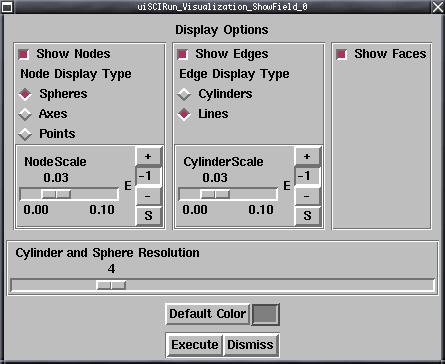 uiSCIRun_Visualization_ShowField_0
Display Options
Show Nodes
Node Display Type
Spheres
Axes
Points
NodeScale
0.03
0.00 0.10
E
+
-1
-
S
Show Edges
Edge Display Type
Cylinders
Lines
CylinderScale
0.03
0.00 0.10
E
+
-1
-
S
Show Faces
Cylinder and Sphere Resolution
4
Default Color
Execute Dismiss